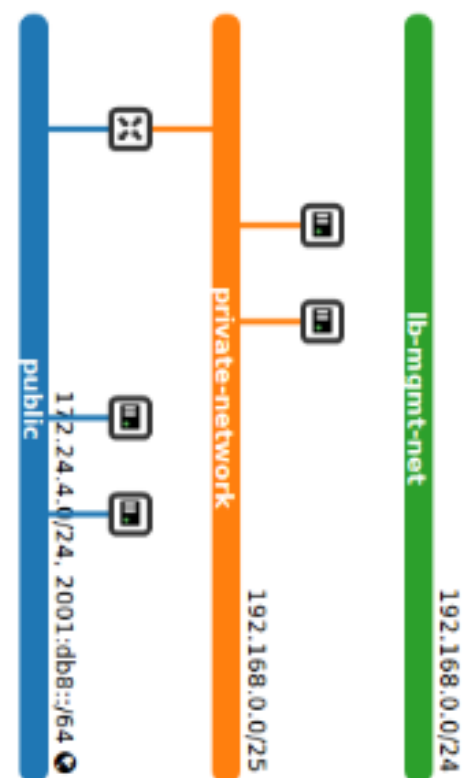 public
172.24.4.0/24, 2001:db8::/64
private-network
192.168.0.0/25
lb-mgmt-net
192.168.0.0/24